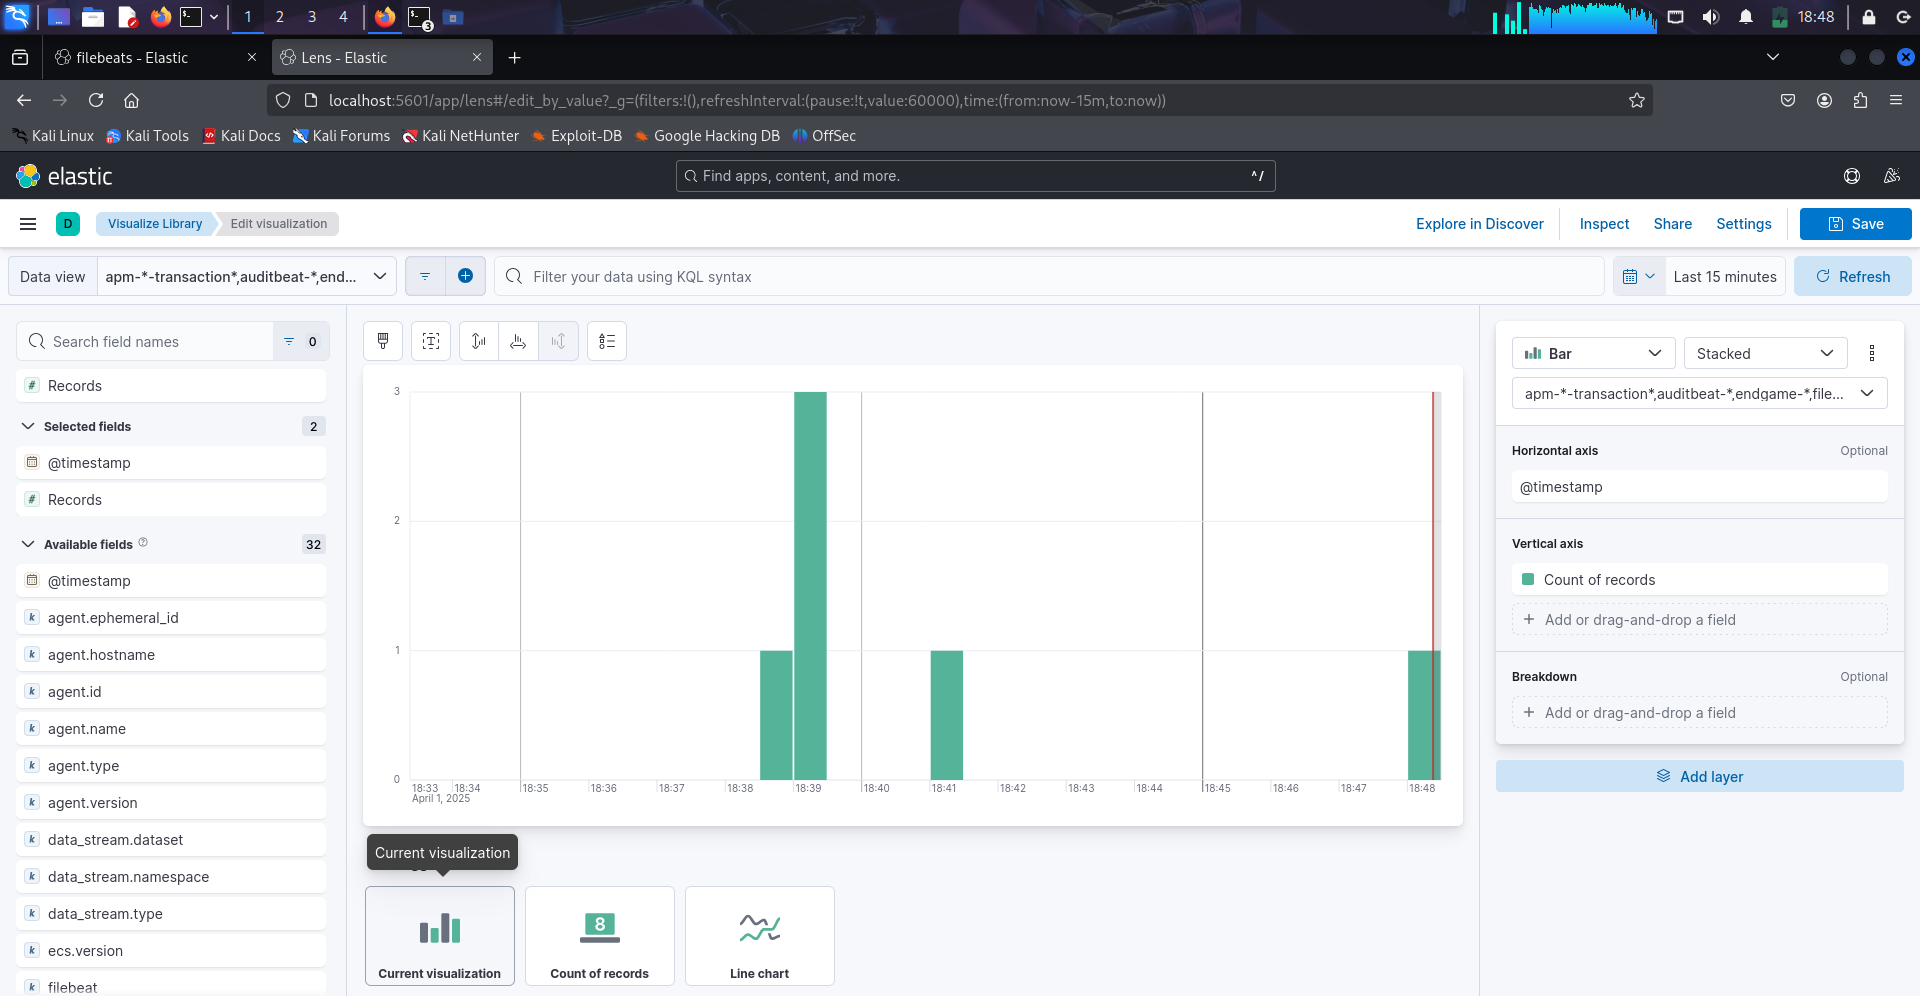 1 2 3 4
3
18:48
filebeats - Elastic
Lens - Elastic
localhost:5601/app/lens#/edit_by_value?_g=(filters:!(),refreshInterval:(pause:!t,value:60000),time:(from:now-15m,to:now))
Kali Linux Kali Tools Kali Docs Kali Forums Kali NetHunter Exploit-DB Google Hacking DB OffSec
elastic
Find apps, content, and more.
^/
D
Visualize Library
Edit visualization
Explore in Discover
Inspect
Share
Settings
Save
Data view
apm-*-transaction*,auditbeat-*,end...
Filter your data using KQL syntax
Last 15 minutes
Refresh
Search field names
0
# Records
Selected fields
2
@timestamp
# Records
Available fields
32
@timestamp
k agent.ephemeral_id
k agent.hostname
k agent.id
k agent.name
k agent.type
k agent.version
k data_stream.dataset
k data_stream.namespace
k data_stream.type
k ecs.version
k filebeat
3
2
1
0
18:33 18:34 18:35 18:36 18:37 18:38 18:39 18:40 18:41 18:42 18:43 18:44 18:45 18:46 18:47 18:48
April 1, 2025
Current visualization
Current visualization
8
Count of records
Line chart
Bar
Stacked
apm-*-transaction*,auditbeat-*,endgame-*,file...
Horizontal axis
Optional
@timestamp
Vertical axis
Count of records
+ Add or drag-and-drop a field
Breakdown
Optional
+ Add or drag-and-drop a field
Add layer